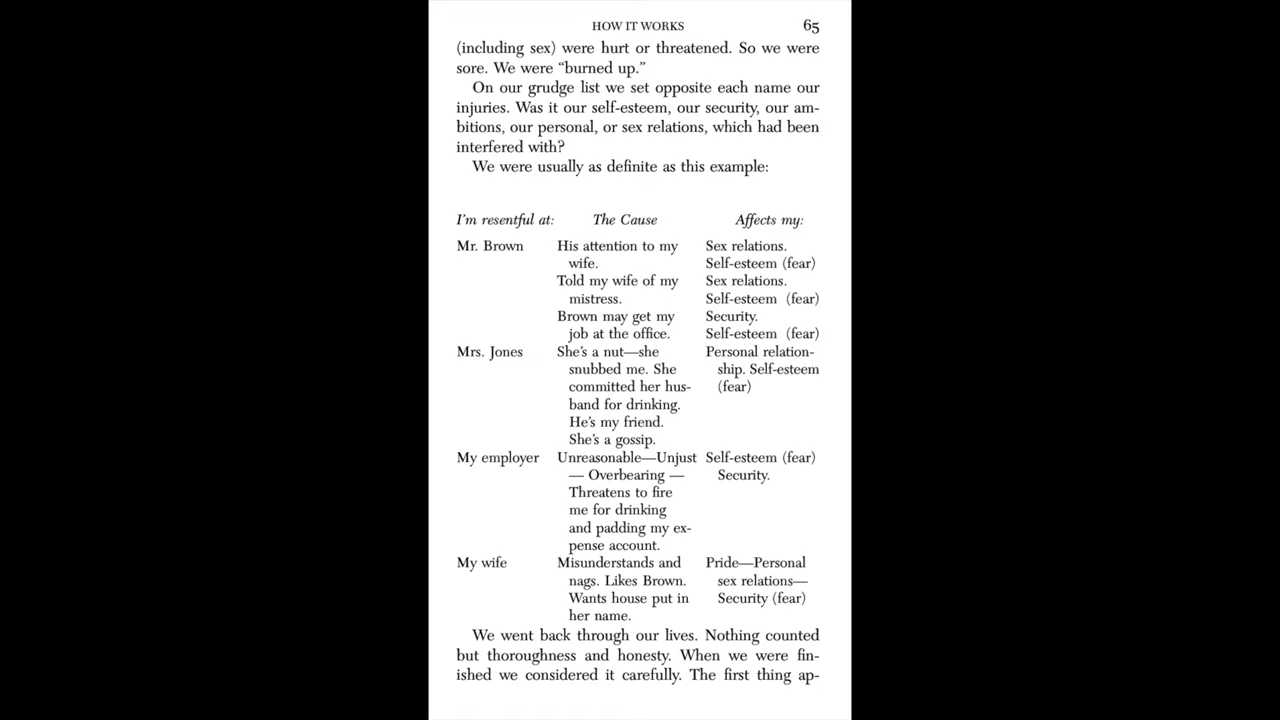 HOW IT WORKS 65
(including sex) were hurt or threatened. So we were
sore. We were “burned up.”
On our grudge list we set opposite each name our
injuries. Was it our self-esteem, our security, our am-
bitions, our personal, or sex relations, which had been
interfered with?
We were usually as definite as this example:
I’m resentful at: The Cause Affects my:
Mr. Brown His attention to my Sex relations.
wife. Self-esteem (fear)
Told my wife of my Sex relations.
mistress. Self-esteem (fear)
Brown may get my Security.
job at the office. Self-esteem (fear)
Mrs. Jones She’s a nut—she Personal relation-
snubbed me. She ship. Self-esteem
committed her hus- (fear)
band for drinking.
He’s my friend.
She’s a gossip.
My employer Unreasonable—Unjust Self-esteem (fear)
— Overbearing — Security.
Threatens to fire
me for drinking
and padding my ex-
pense account.
My wife Misunderstands and Pride—Personal
nags. Likes Brown. sex relations—
Wants house put in Security (fear)
her name.
We went back through our lives. Nothing counted
but thoroughness and honesty. When we were fin-
ished we considered it carefully. The first thing ap-